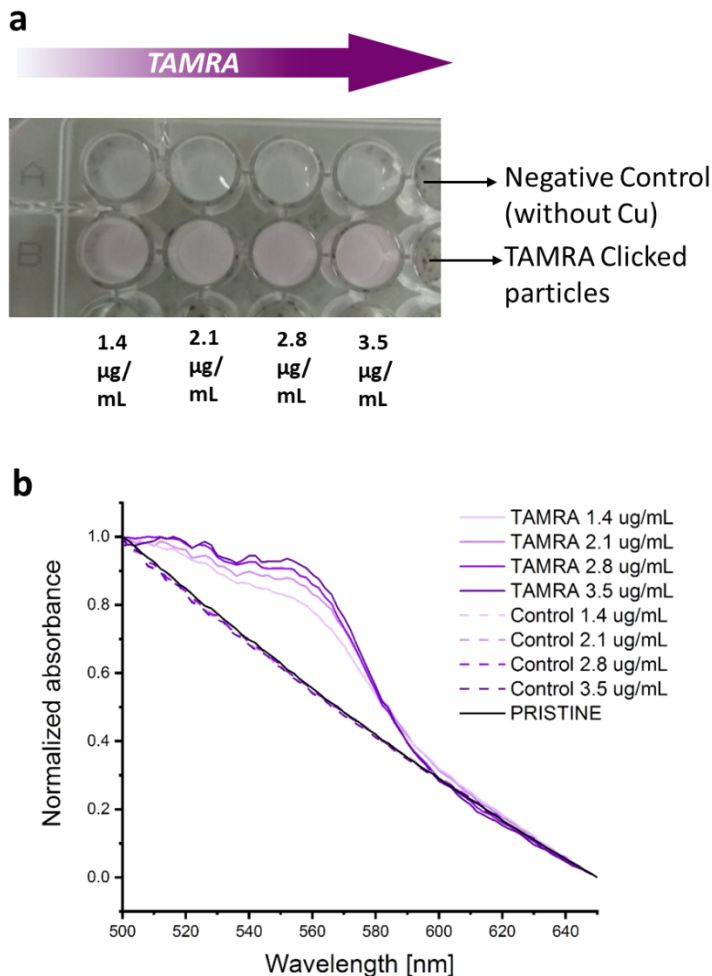 a
TAMRA
A
Negative Control
(without Cu)
B
TAMRA Clicked
particles
1.4
µg/
mL
2.1
µg/
mL
2.8
µg/
mL
3.5
µg/
mL
b
TAMRA 1.4 ug/mL
TAMRA 2.1 ug/mL
TAMRA 2.8 ug/mL
TAMRA 3.5 ug/mL
Control 1.4 ug/mL
Control 2.1 ug/mL
Control 2.8 ug/mL
Control 3.5 ug/mL
PRISTINE
Normalized absorbance
1.0
0.8
0.6
0.4
0.2
0.0
500 520 540 560 580 600 620 640
Wavelength [nm]